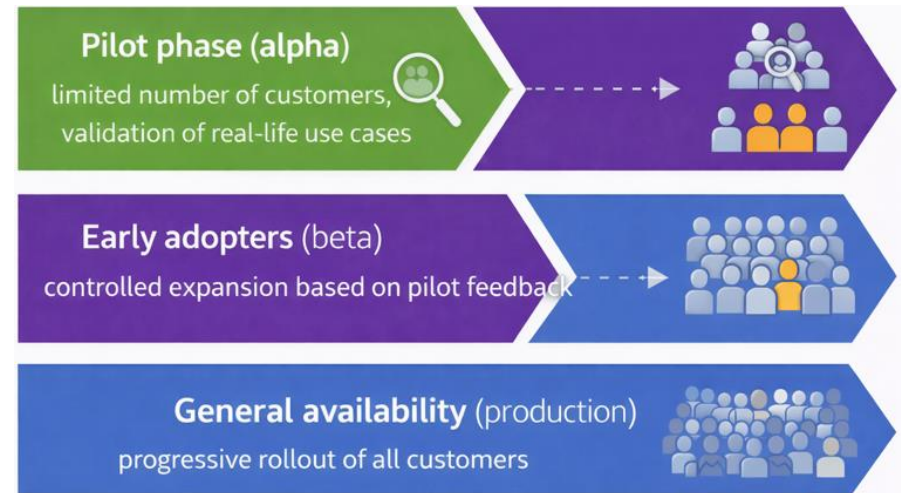 Pilot phase (alpha)
limited number of customers,
validation of real-life use cases
Early adopters (beta)
controlled expansion based on pilot feedback
General availability (production)
progressive rollout of all customers